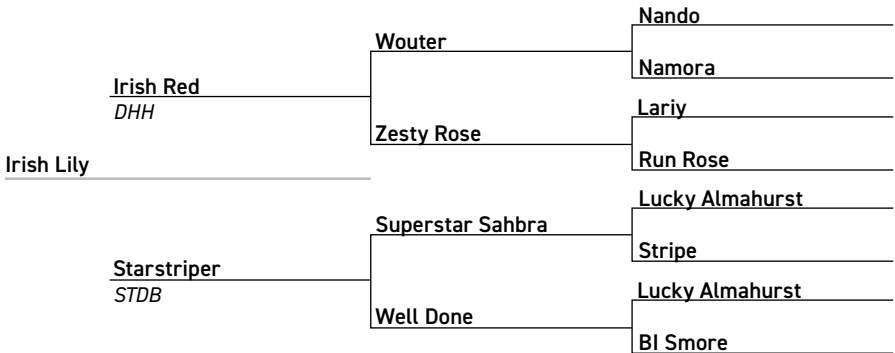 Nando
Wouter
Namora
Irish Red
DHH
Lariy
Zesty Rose
Run Rose
Irish Lily
Lucky Almahurst
Superstar Sahbra
Stripe
Starstriper
STDB
Lucky Almahurst
Well Done
BI Smore